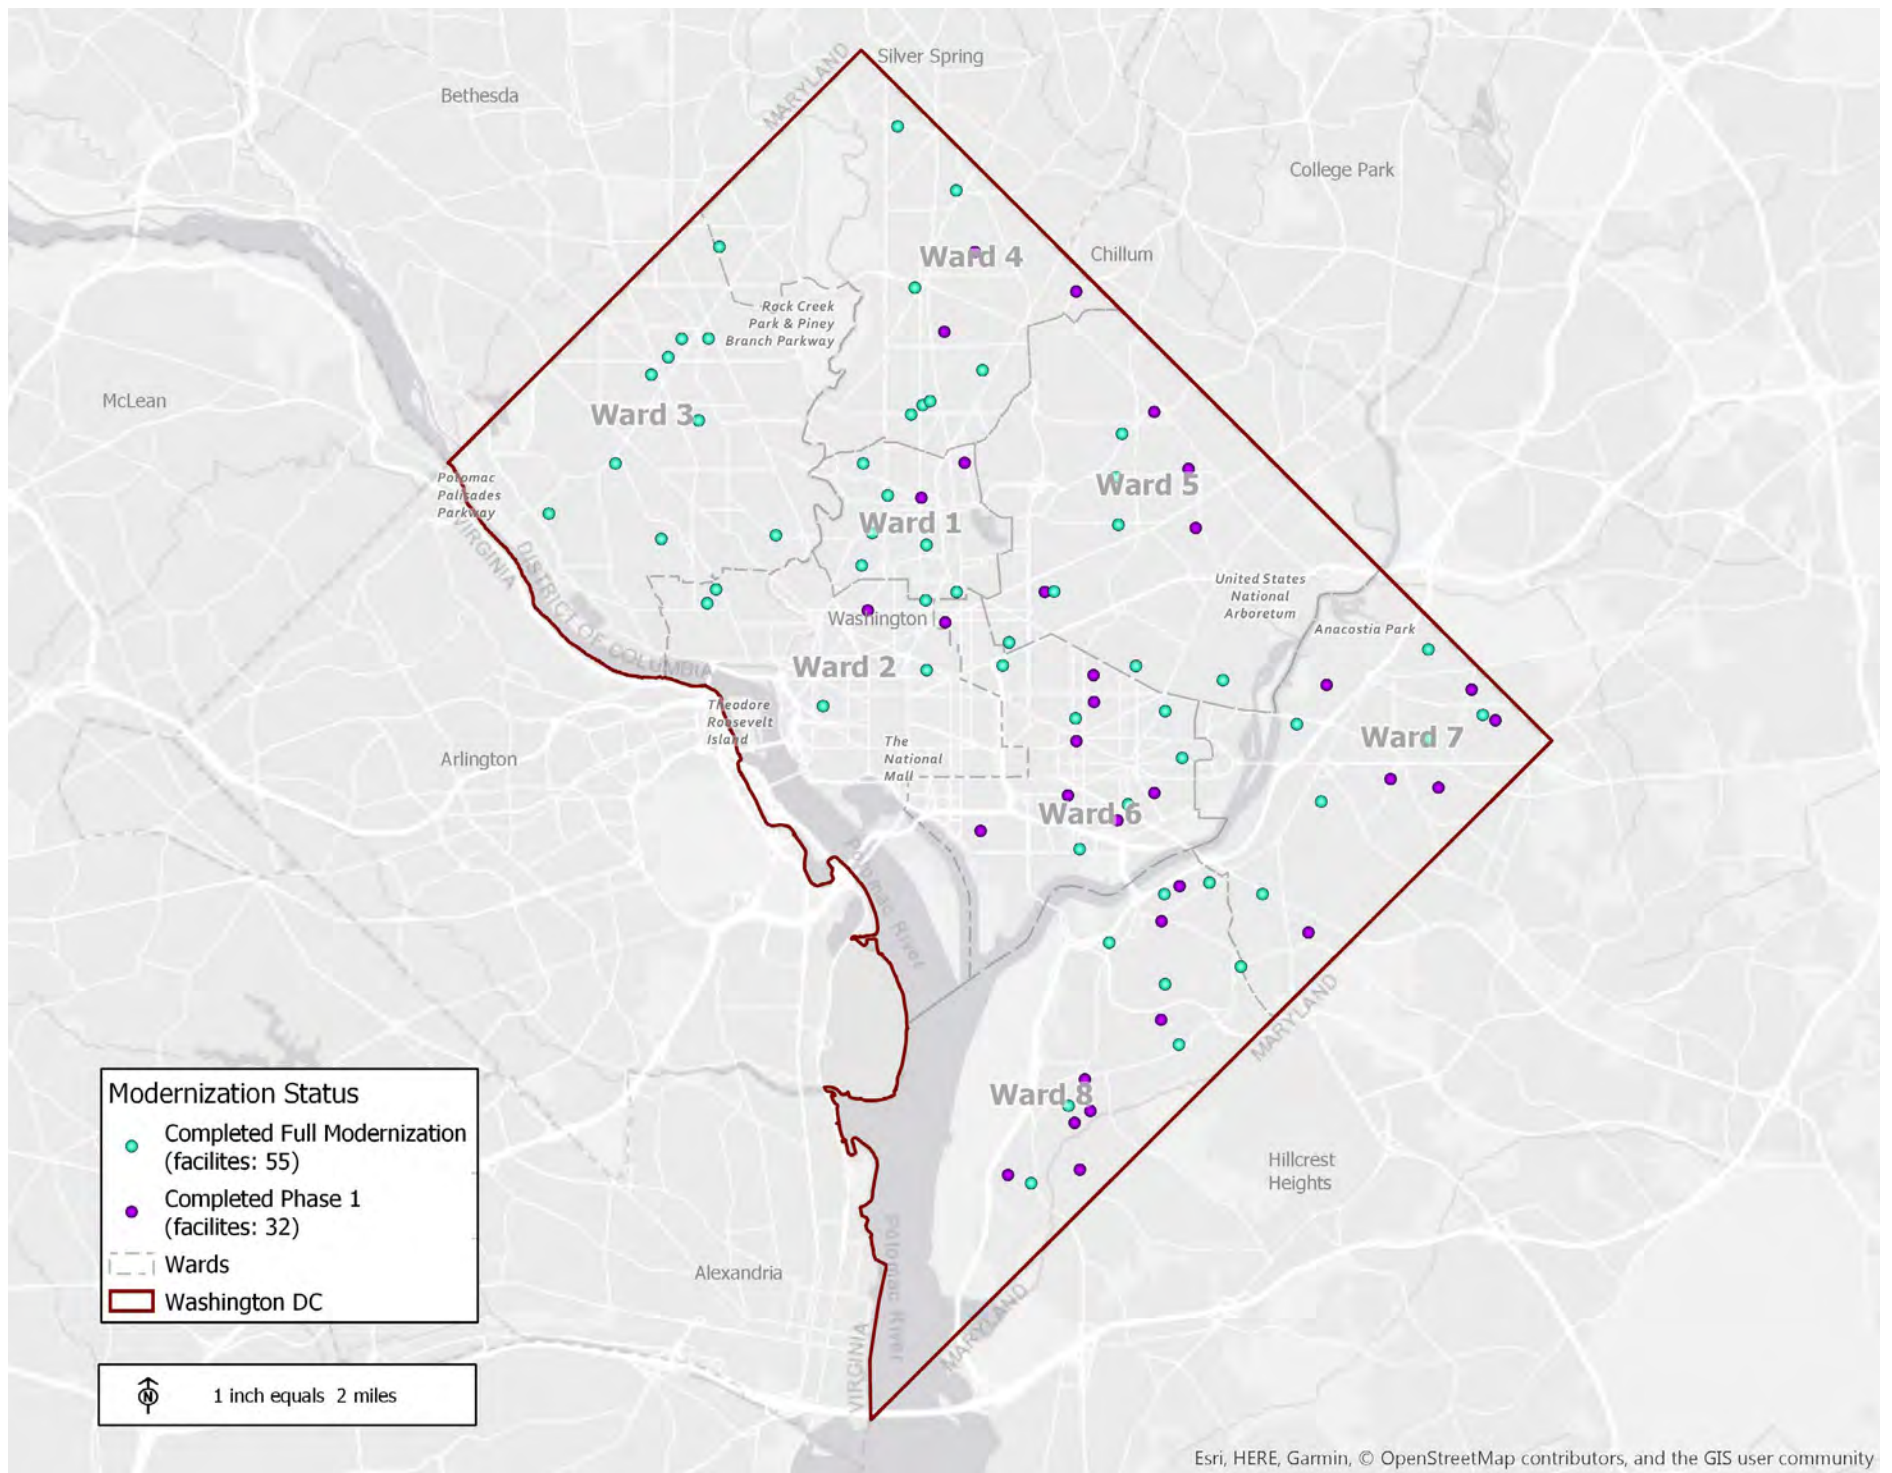 Silver Spring
MARYLAND
Bethesda
College Park
Ward 4
Chillum
Rock Creek
Park & Piney
Branch Parkway
McLean
Ward 3
Potomac
Palisades
Parkway
VIRGINIA
DISTRICT OF COLUMBIA
Ward 5
Ward 1
United States
National
Arboretum
Anacostia Park
Washington
Ward 2
Theodore
Roosevelt
Island
The
National
Mall
Ward 7
Arlington
Ward 6
Potomac River
MARYLAND
Ward 8
Hillcrest
Heights
Alexandria
Potomac River
MARYLAND
VIRGINIA
Modernization Status
Completed Full Modernization
(facilites: 55)
Completed Phase 1
(facilites: 32)
Wards
Washington DC
N
1 inch equals 2 miles
Esri, HERE, Garmin, © OpenStreetMap contributors, and the GIS user community